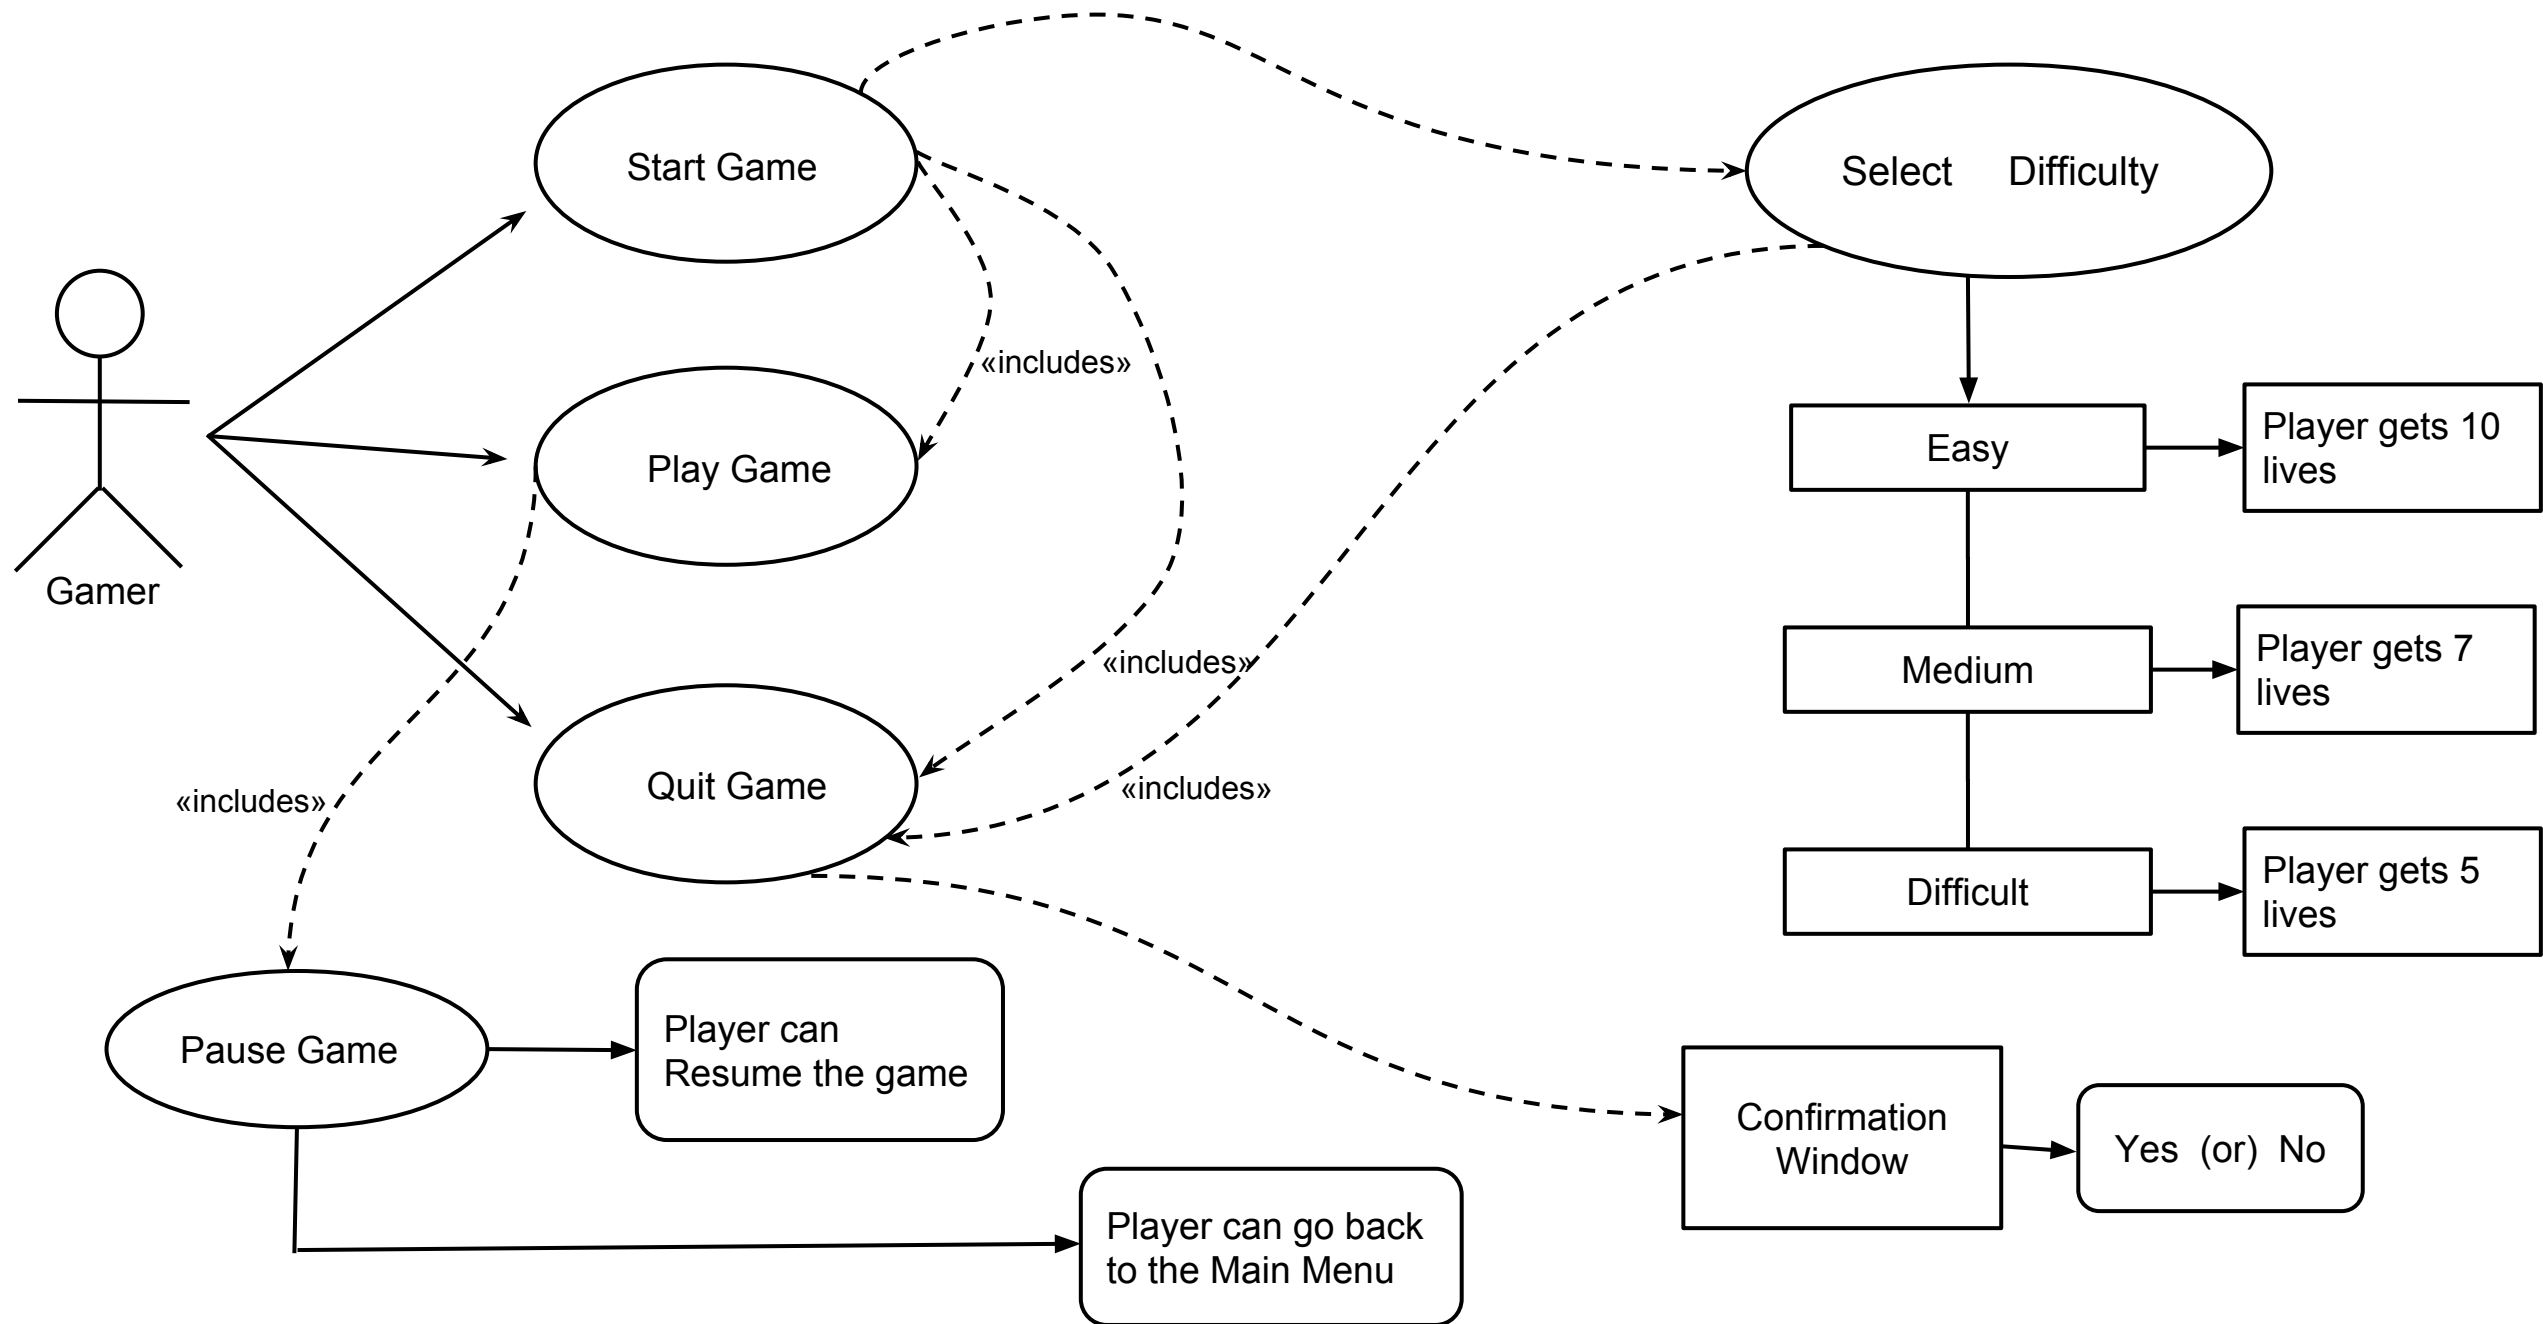 Start Game
Select Difficulty
«includes»
Play Game
Gamer
Easy
Player gets 10
lives
«includes»
Medium
Player gets 7
lives
Quit Game
«includes»
«includes»
Difficult
Player gets 5
lives
Pause Game
Player can
Resume the game
Confirmation
Window
Yes (or) No
Player can go back
to the Main Menu